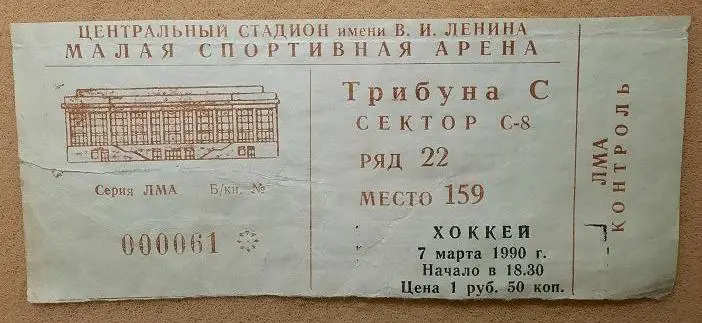 ЦЕНТРАЛЬНЫЙ СТАДИОН имени В. И. ЛЕНИНА
МАЛАЯ СПОРТИВНАЯ АРЕНА
Серия ЛМА Б/кн. №
000061
Трибуна С
СЕКТОР С-8
РЯД 22
МЕСТО 159
ХОККЕЙ
7 марта 1990 г.
Начало в 18.30
Цена 1 руб. 50 коп.
ЛМА
КОНТРОЛЬ